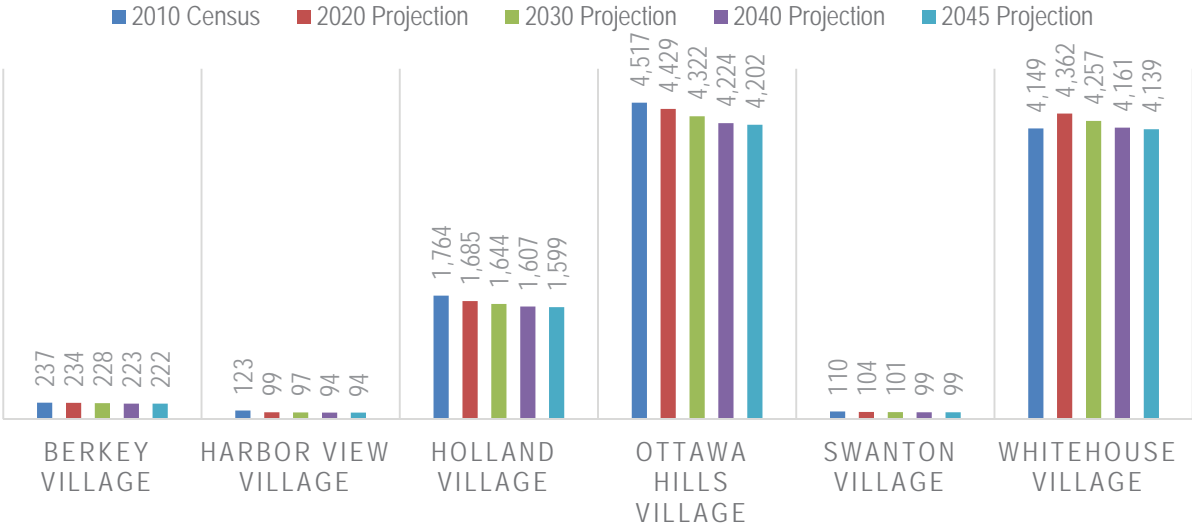 2010 Census 2020 Projection 2030 Projection 2040 Projection 2045 Projection
237 234 228 223 222
123 99 97 94 94
1,764 1,685 1,644 1,607 1,599
4,517 4,429 4,322 4,224 4,202
110 104 101 99 99
4,149 4,362 4,257 4,161 4,139
BERKEY
VILLAGE
HARBOR VIEW
VILLAGE
HOLLAND
VILLAGE
OTTAWA
HILLS
VILLAGE
SWANTON
VILLAGE
WHITEHOUSE
VILLAGE